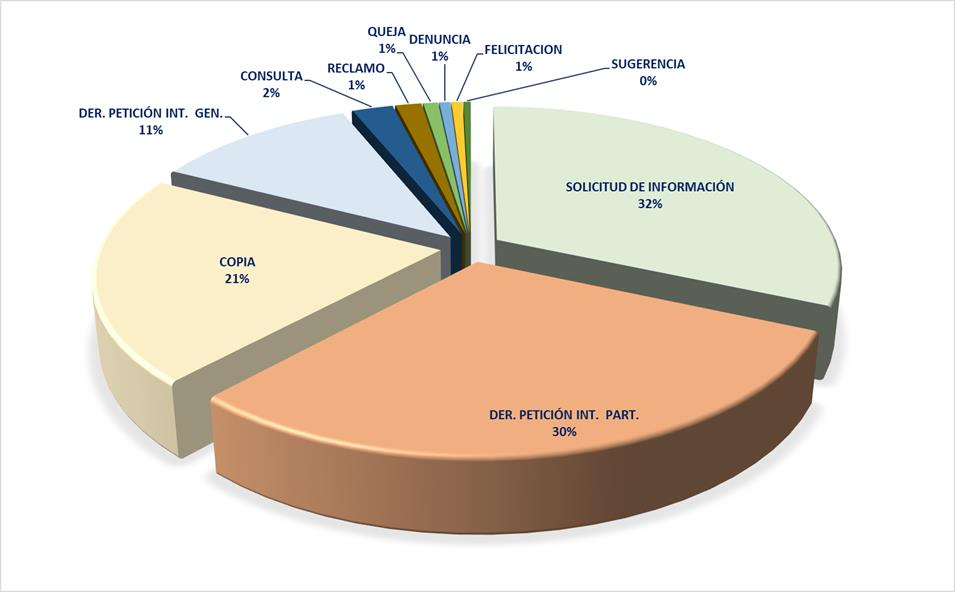 QUEJA
1%
DENUNCIA
1%
FELICITACION
1%
SUGERENCIA
0%
RECLAMO
1%
CONSULTA
2%
DER. PETICIÓN INT.  GEN.
11%
SOLICITUD DE INFORMACIÓN
32%
COPIA
21%
DER. PETICIÓN INT.  PART.
30%